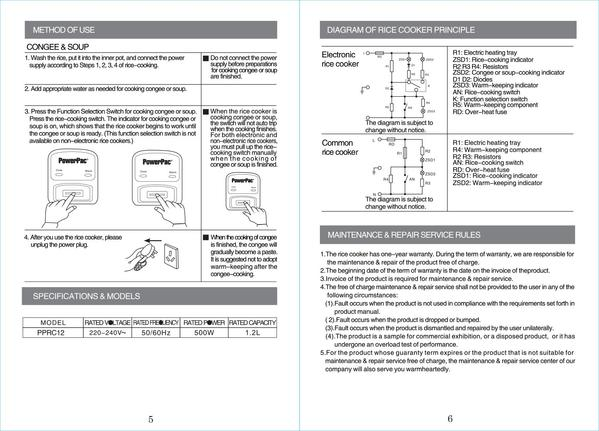 METHOD OF USE
CONGEE & SOUP
1. Wash the rice, put it into the inner pot, and connect the power
supply according to Steps 1, 2, 3, 4 of rice-cooking.
Do not connect the power
supply before preparations
for cooking congee or soup
are finished.
2. Add appropriate water as needed for cooking congee or soup.
3. Press the Function Selection Switch for cooking congee or soup.
Press the rice-cooking switch. The indicator for cooking congee or
soup is on, which shows that the rice cooker begins to work until
the congee or soup is ready. (This function selection switch is not
available on non-electronic rice cookers.)
When the rice cooker is
cooking congee or soup,
the switch will not auto trip
when the cooking finishes.
For both electronic and
non-electronic rice cookers,
you must pull up the rice-
cooking switch manually
when the cooking of
congee or soup is finished.
PowerPac
PowerPac
PowerPac
4. After you use the rice cooker, please
unplug the power plug.
When the cooking of congee
is finished, the congee will
gradually become a paste.
It is suggested not to adopt
warm-keeping after the
congee-cooking.
SPECIFICATIONS & MODELS
MODEL RATED VOLTAGE RATED FREQUENCY RATED POWER RATED CAPACITY
PPRC12 220-240V~ 50/60Hz 500W 1.2L
5
DIAGRAM OF RICE COOKER PRINCIPLE
Electronic
rice cooker
The diagram is subject to
change without notice.
R1: Electric heating tray
ZSD1: Rice-cooking indicator
R2 R3 R4: Resistors
ZSD2: Congee or soup-cooking indicator
D1 D2: Diodes
ZSD3: Warm-keeping indicator
AN: Rice-cooking switch
K: Function selection switch
R5: Warm-keeping component
RD: Over-heat fuse
Common
rice cooker
L
RD
R1
R2
ZSD1
ZSD2
R4
AN
R3
N
The diagram is subject to
change without notice.
R1: Electric heating tray
R4: Warm-keeping component
R2 R3: Resistors
AN: Rice-cooking switch
RD: Over-heat fuse
ZSD1: Rice-cooking indicator
ZSD2: Warm-keeping indicator
MAINTENANCE & REPAIR SERVICE RULES
1.The rice cooker has one-year warranty. During the term of warranty, we are responsible for
the maintenance & repair of the product free of charge.
2.The beginning date of the term of warranty is the date on the invoice of theproduct.
3.Invoice of the product is required for maintenance & repair service.
4.The free of charge maintenance & repair service shall not be provided to the user in any of the
following circumstances:
(1).Fault occurs when the product is not used in compliance with the requirements set forth in
product manual.
( 2).Fault occurs when the product is dropped or bumped.
(3).Fault occurs when the product is dismantled and repaired by the user unilaterally.
(4).The product is a sample for commercial exhibition, or a disposed product, or it has
undergone an overload test of performance.
5.For the product whose guaranty term expires or the product that is not suitable for
maintenance & repair service free of charge, the maintenance & repair service center of our
company will also serve you warmheartedly.
6